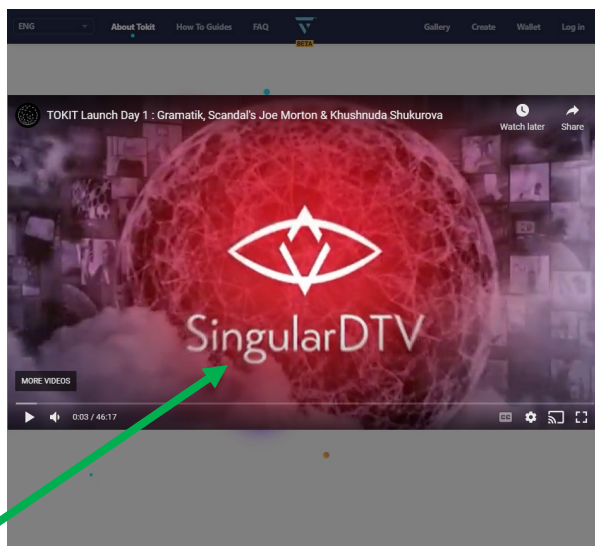 ENG About Tokit How To Guides FAQ Gallery Create Wallet Log in
BETA
TOKIT Launch Day 1 : Gramatik, Scandal's Joe Morton & Khushnuda Shukurova
Watch later Share
SingularDTV
MORE VIDEOS
0:03 / 46:17
CC